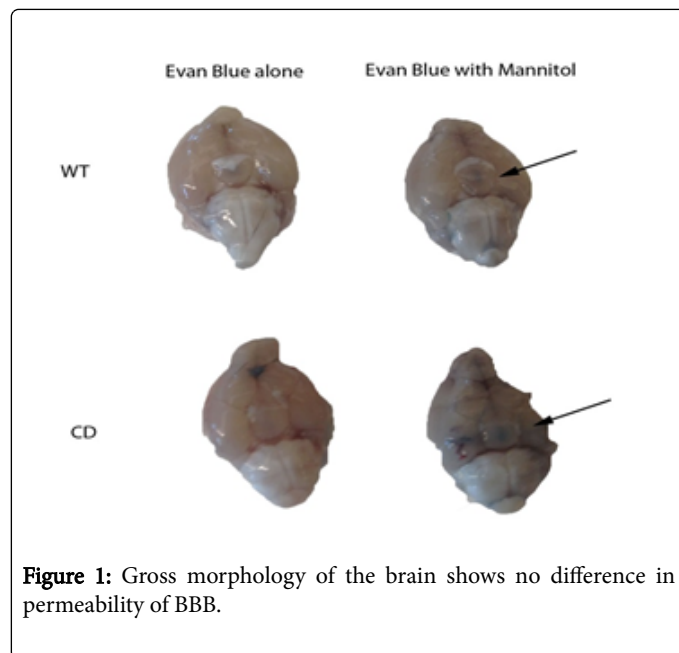 Evan Blue alone
Evan Blue with Mannitol
WT
CD
Figure 1: Gross morphology of the brain shows no difference in
permeability of BBB.